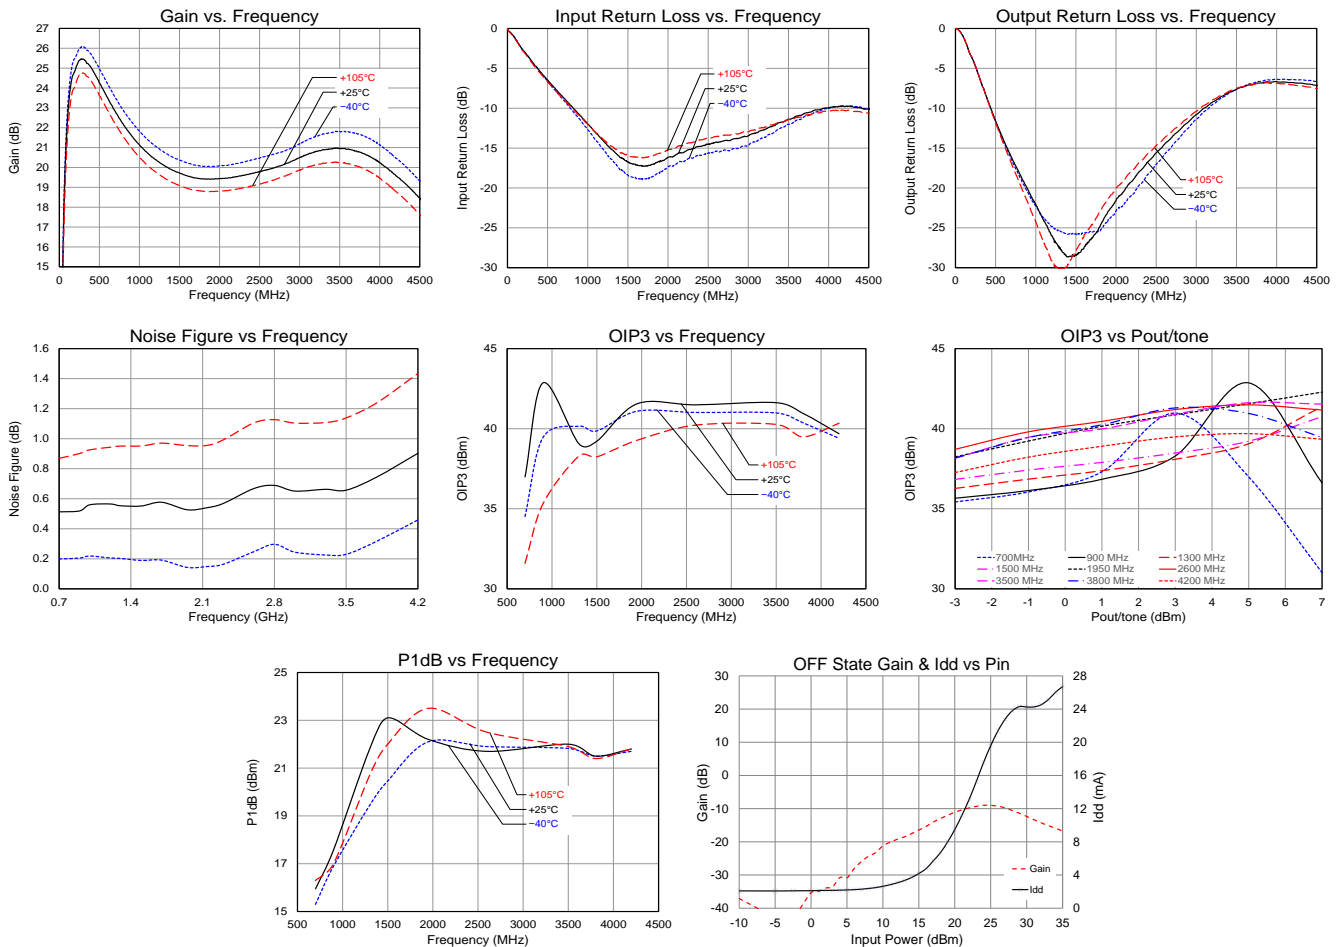 Gain vs. Frequency
27
26
25
24
23
22
21
20
19
18
17
16
15
Gain (dB)
+105°C
+25°C
−40°C
0 500 1000 1500 2000 2500 3000 3500 4000 4500
Frequency (MHz)
Input Return Loss vs. Frequency
0
-5
-10
-15
-20
-25
-30
Input Return Loss (dB)
+105°C
+25°C
−40°C
0 500 1000 1500 2000 2500 3000 3500 4000 4500
Frequency (MHz)
Output Return Loss vs. Frequency
0
-5
-10
-15
-20
-25
-30
Output Return Loss (dB)
+105°C
+25°C
−40°C
0 500 1000 1500 2000 2500 3000 3500 4000 4500
Frequency (MHz)
Noise Figure vs Frequency
1.6
1.4
1.2
1.0
0.8
0.6
0.4
0.2
0.0
Noise Figure (dB)
0.7 1.4 2.1 2.8 3.5 4.2
Frequency (GHz)
OIP3 vs Frequency
45
40
35
30
OIP3 (dBm)
+105°C
+25°C
−40°C
500 1000 1500 2000 2500 3000 3500 4000 4500
Frequency (MHz)
OIP3 vs Pout/tone
45
40
35
30
OIP3 (dBm)
700MHz 900 MHz 1300 MHz
1500 MHz 1950 MHz 2600 MHz
3500 MHz 3800 MHz 4200 MHz
-3 -2 -1 0 1 2 3 4 5 6 7
Pout/tone (dBm)
P1dB vs Frequency
25
23
21
19
17
15
P1dB (dBm)
+105°C
+25°C
−40°C
500 1000 1500 2000 2500 3000 3500 4000 4500
Frequency (MHz)
OFF State Gain & Idd vs Pin
30
20
10
0
-10
-20
-30
-40
Gain (dB)
28
24
20
16
12
8
4
0
Idd (mA)
Gain
Idd
-10 -5 0 5 10 15 20 25 30 35
Input Power (dBm)